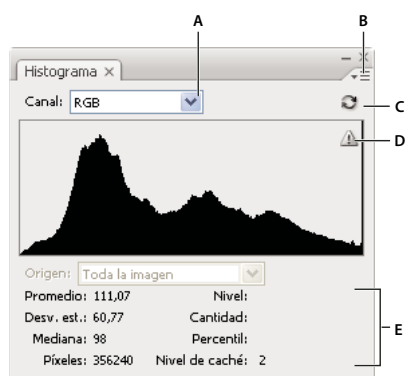 A
B
Histograma
Canal: RGB
C
D
Origen: Toda la imagen
Promedio: 111,07 Nivel:
Desv. est.: 60,77 Cantidad:
Mediana: 98 Percentil:
Píxeles: 356240 Nivel de caché: 2
E